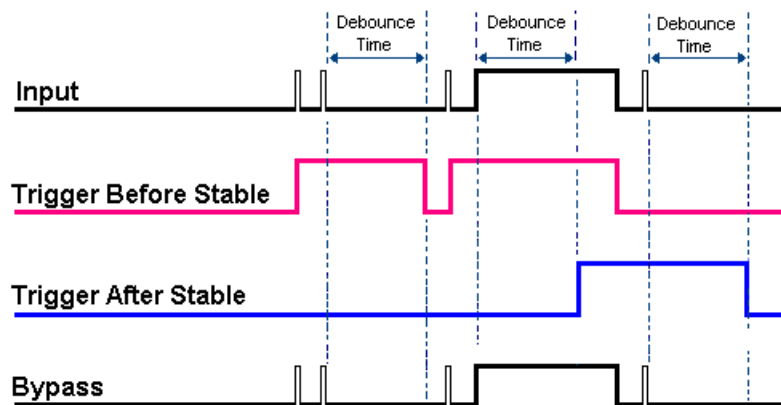 Debounce
Time
Debounce
Time
Debounce
Time
Input
Trigger Before Stable
Trigger After Stable
Bypass